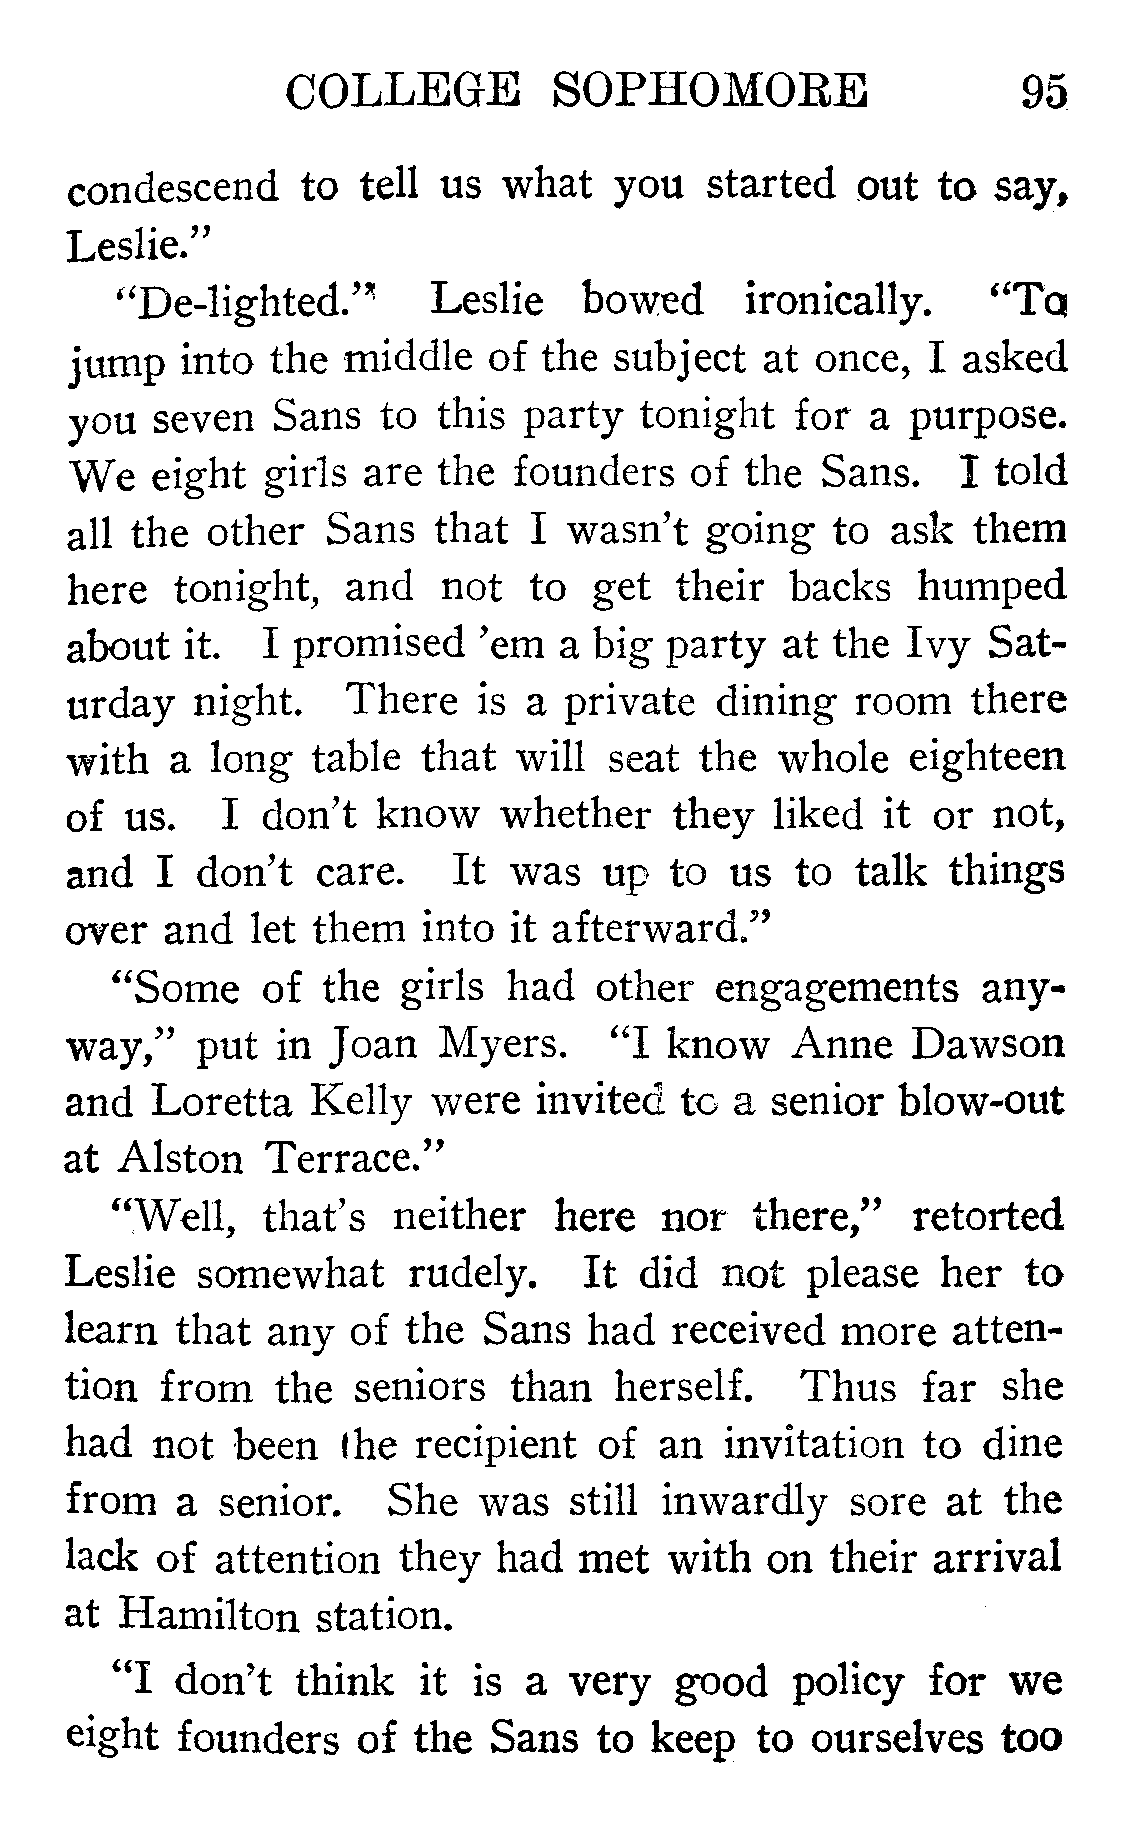 COLLEGE SOPHOMORE 95
condescend to tell us what you started out to say,
Leslie."
"De-lighted." Leslie bowed ironically. "To
jump into the middle of the subject at once, I asked
you seven Sans to this party tonight for a purpose.
We eight girls are the founders of the Sans. I told
all the other Sans that I wasn't going to ask them
here tonight, and not to get their backs humped
about it. I promised 'em a big party at the Ivy Sat-
urday night. There is a private dining room there
with a long table that will seat the whole eighteen
of us. I don't know whether they liked it or not,
and I don't care. It was up to us to talk things
over and let them into it afterward."
"Some of the girls had other engagements any-
way," put in Joan Myers. "I know Anne Dawson
and Loretta Kelly were invited to a senior blow-out
at Alston Terrace."
"Well, that's neither here nor there," retorted
Leslie somewhat rudely. It did not please her to
learn that any of the Sans had received more atten-
tion from the seniors than herself. Thus far she
had not been the recipient of an invitation to dine
from a senior. She was still inwardly sore at the
lack of attention they had met with on their arrival
at Hamilton station.
"I don't think it is a very good policy for we
eight founders of the Sans to keep to ourselves too